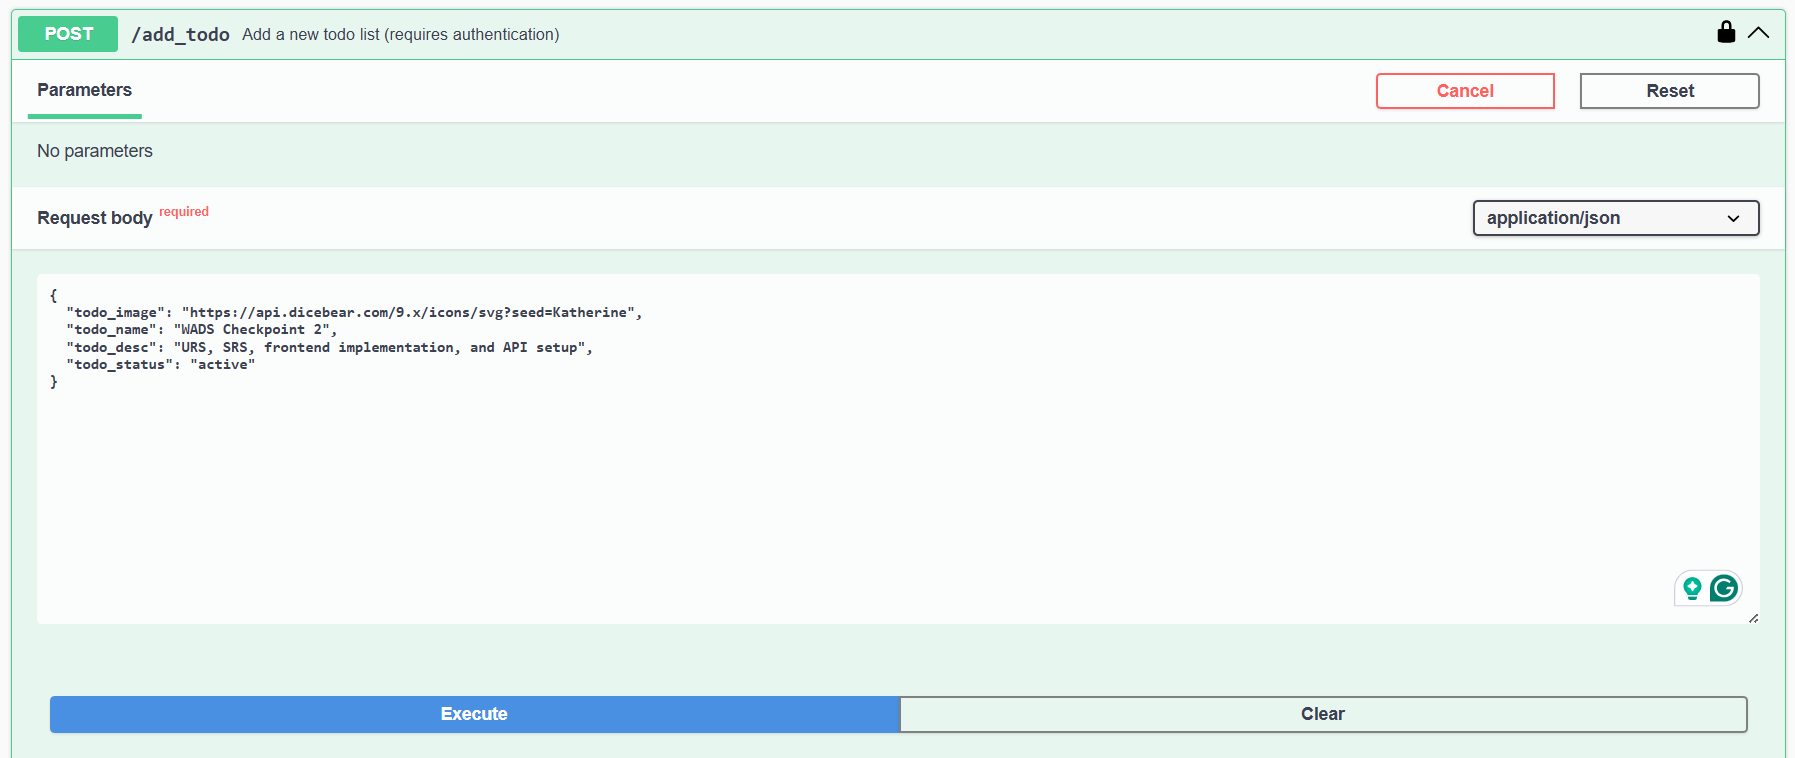 POST /add_todo Add a new todo list (requires authentication)
Parameters
Cancel
Reset
No parameters
Request body required
application/json
{
  "todo_image": "https://api.dicebear.com/9.x/icons/svg?seed=Katherine",
  "todo_name": "WADS Checkpoint 2",
  "todo_desc": "URS, SRS, frontend implementation, and API setup",
  "todo_status": "active"
}
Execute
Clear